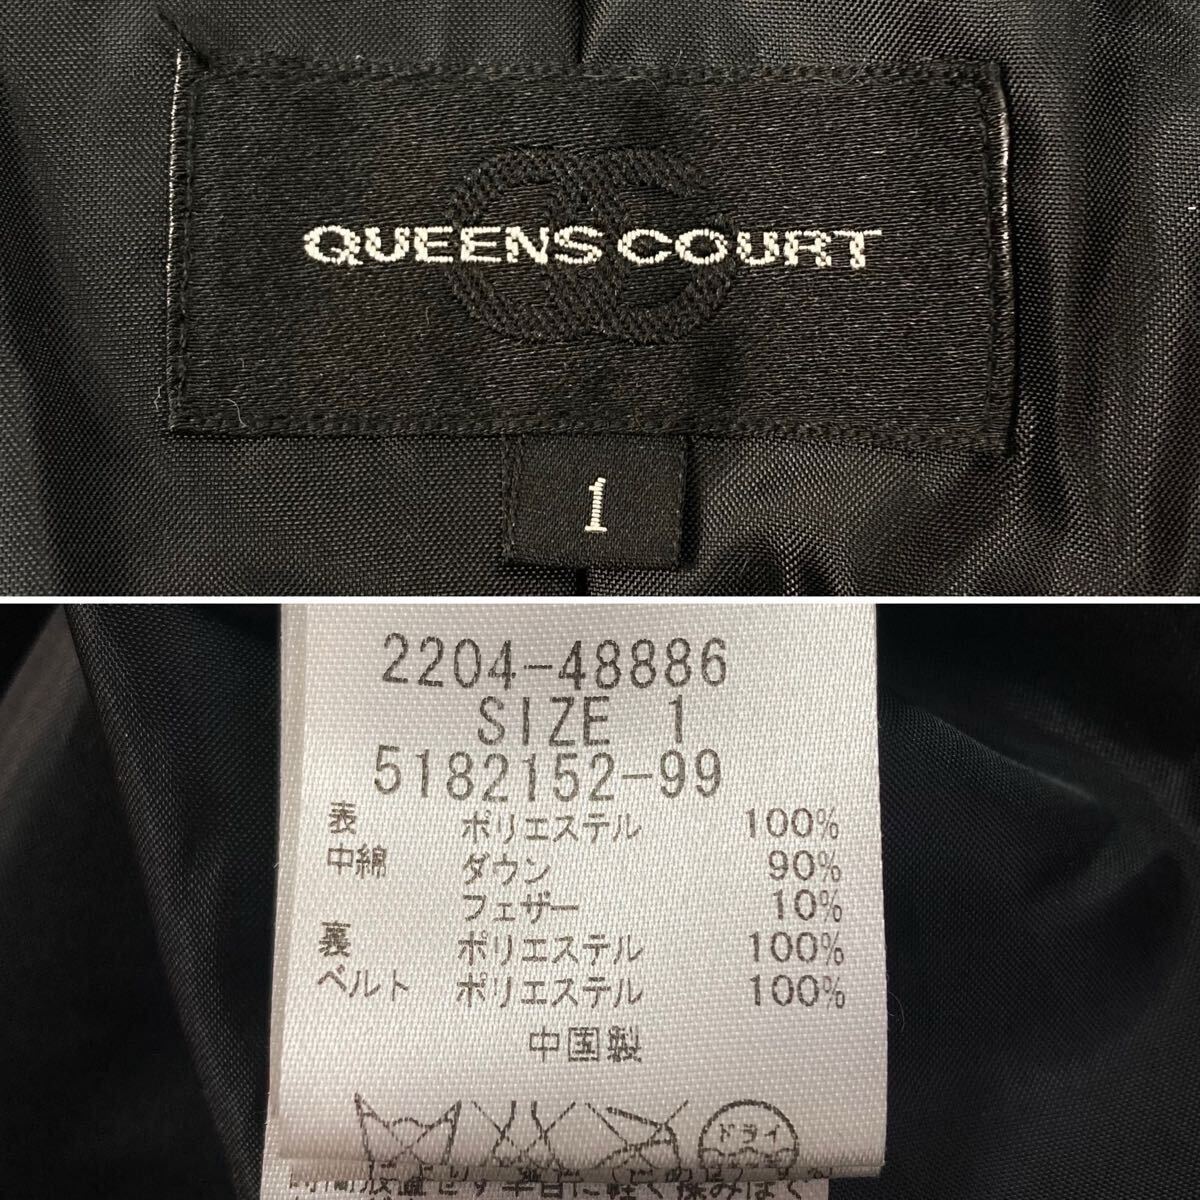 QUEENS COURT
1
2204-48886
SIZE 1
5182152-99
表 ポリエステル 100%
中綿 ダウン 90%
フェザー 10%
裏 ポリエステル 100%
ベルト ポリエステル 100%
中国製
ドライ